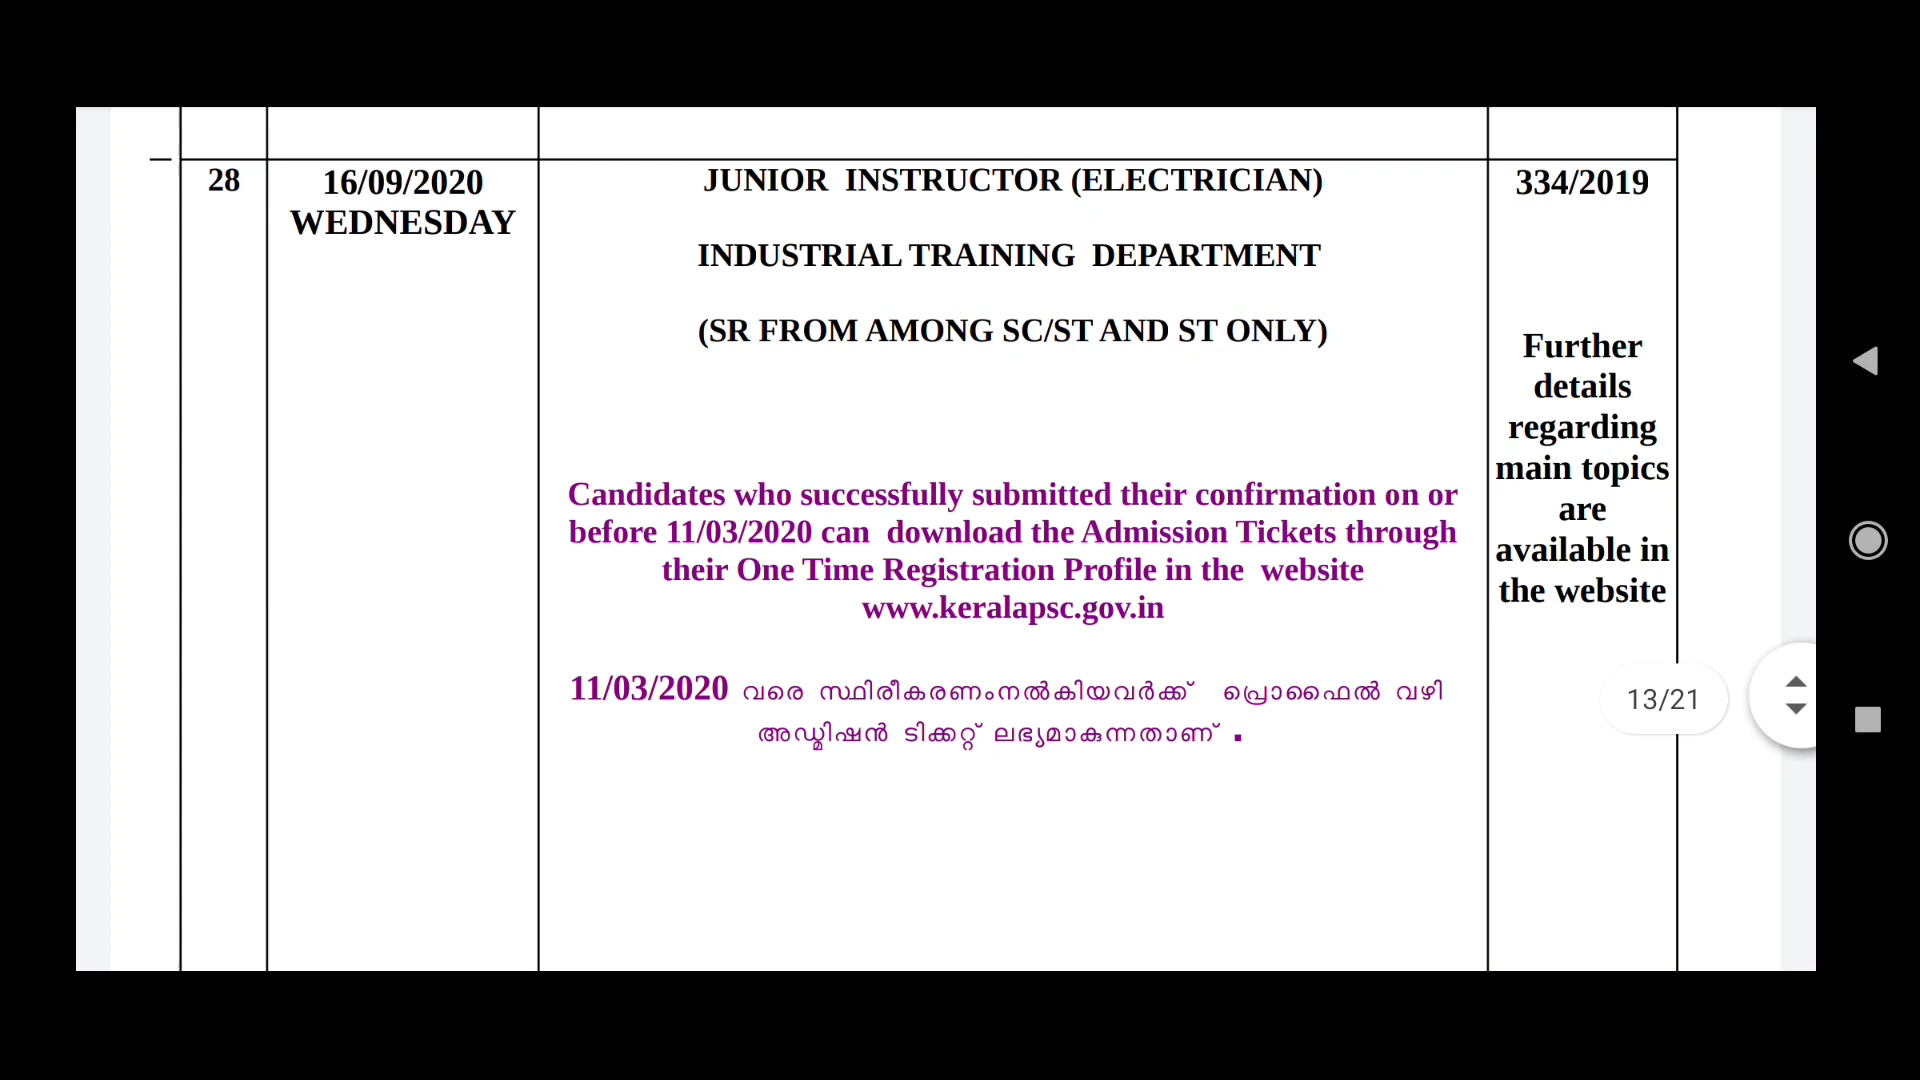 28
16/09/2020
WEDNESDAY
JUNIOR INSTRUCTOR (ELECTRICIAN)
INDUSTRIAL TRAINING DEPARTMENT
(SR FROM AMONG SC/ST AND ST ONLY)
Candidates who successfully submitted their confirmation on or
before 11/03/2020 can download the Admission Tickets through
their One Time Registration Profile in the website
www.keralapsc.gov.in
11/03/2020 വരെ സ്ഥിരീകരണംനൽകിയവർക്ക് പ്രൊഫൈൽ വഴി
അഡ്മിഷൻ ടിക്കറ്റ് ലഭ്യമാകുന്നതാണ് .
334/2019
Further
details
regarding
main topics
are
available in
the website
13/21